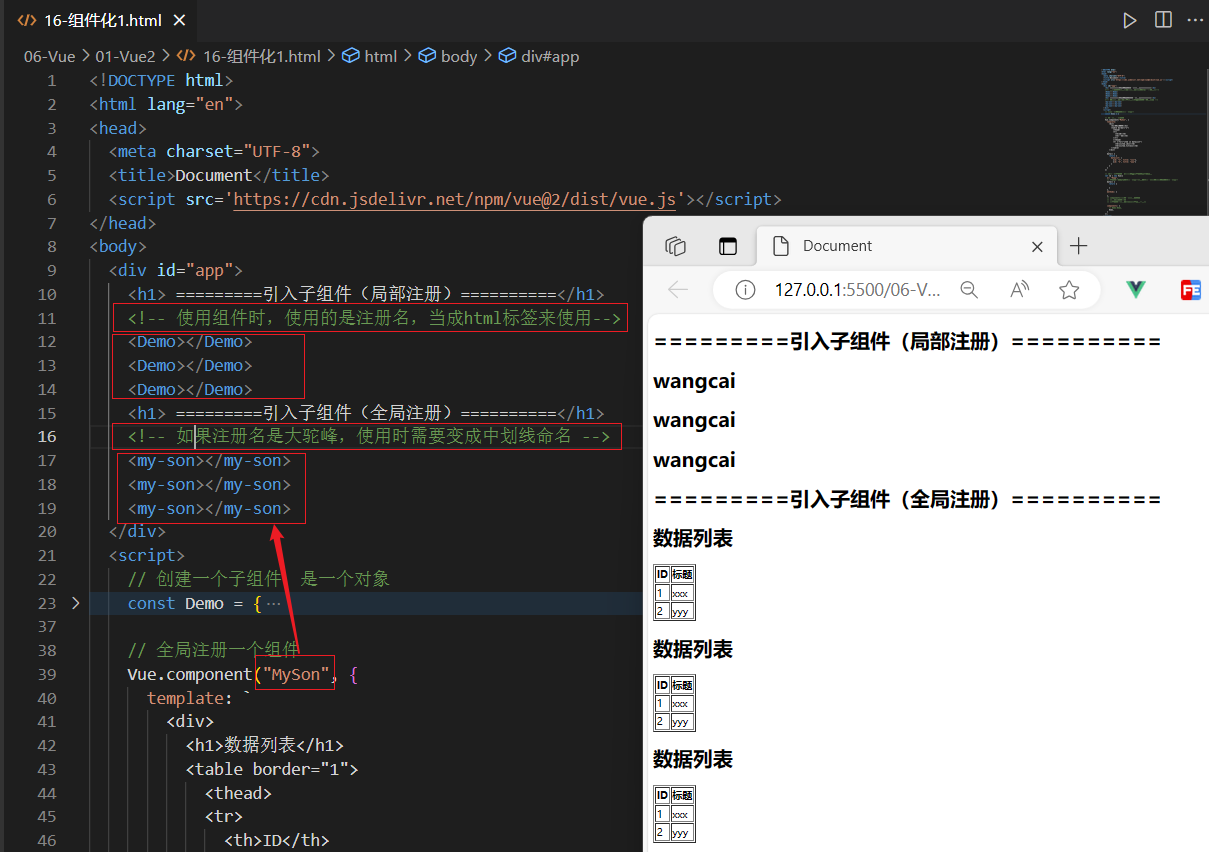 16-组件化1.html
06-Vue > 01-Vue2 > 16-组件化1.html > html > body > div#app
1 <!DOCTYPE html>
2 <html lang="en">
3 <head>
4 <meta charset="UTF-8">
5 <title>Document</title>
6 <script src='https://cdn.jsdelivr.net/npm/vue@2/dist/vue.js'></script>
7 </head>
8 <body>
9 <div id="app">
10 <h1> =========引入子组件（局部注册）==========</h1>
11 <!-- 使用组件时，使用的是注册名，当成html标签来使用-->
12 <Demo></Demo>
13 <Demo></Demo>
14 <Demo></Demo>
15 <h1> =========引入子组件（全局注册）==========</h1>
16 <!-- 如果注册名是大驼峰，使用时需要变成中划线命名 -->
17 <my-son></my-son>
18 <my-son></my-son>
19 <my-son></my-son>
20 </div>
21 <script>
22 // 创建一个子组件 是一个对象
23 const Demo = {···
37
38 // 全局注册一个组件
39 Vue.component("MySon", {
40 template: `
41 <div>
42 <h1>数据列表</h1>
43 <table border="1">
44 <thead>
45 <tr>
46 <th>ID</th>
Document
127.0.0.1:5500/06-V...
=========引入子组件（局部注册）==========
wangcai
wangcai
wangcai
=========引入子组件（全局注册）==========
数据列表
ID 标题
1 xxx
2 yyy
数据列表
ID 标题
1 xxx
2 yyy
数据列表
ID 标题
1 xxx
2 yyy